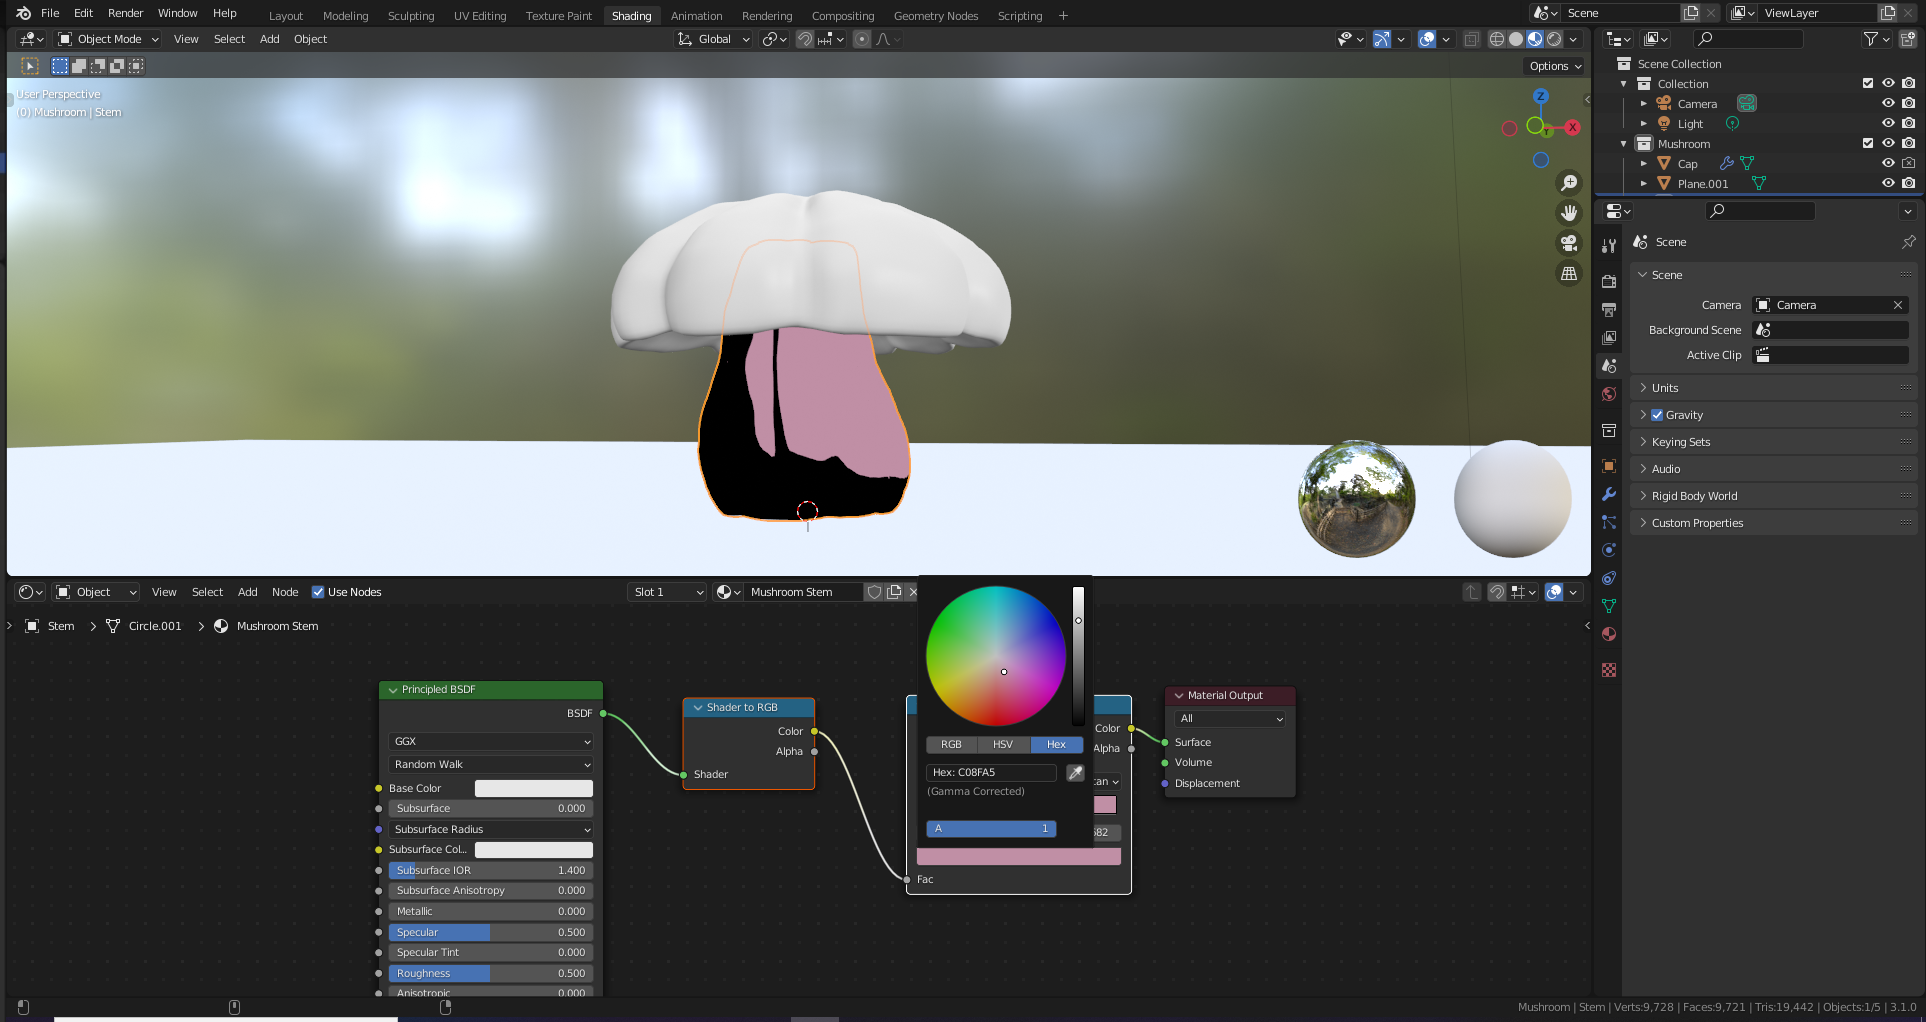 File Edit Render Window Help
Layout Modeling Sculpting UV Editing Texture Paint Shading Animation Rendering Compositing Geometry Nodes Scripting +
Scene
ViewLayer
Object Mode View Select Add Object
Global
Options
User Perspective
(0) Mushroom | Stem
Z
X
Y
Scene Collection
Collection
Camera
Light
Mushroom
Cap
Plane.001
Scene
Scene
Camera Camera
Background Scene
Active Clip
Units
Gravity
Keying Sets
Audio
Rigid Body World
Custom Properties
Object View Select Add Node Use Nodes
Slot 1
Mushroom Stem
Stem > Circle.001 > Mushroom Stem
Principled BSDF
BSDF
GGX
Random Walk
Base Color
Subsurface 0.000
Subsurface Radius
Subsurface Col...
Subsurface IOR 1.400
Subsurface Anisotropy 0.000
Metallic 0.000
Specular 0.500
Specular Tint 0.000
Roughness 0.500
Anisotropic 0.000
Shader to RGB
Color
Alpha
Shader
RGB HSV Hex
Hex: C08FA5
(Gamma Corrected)
A 1
Color
Alpha
tan
682
Fac
Material Output
All
Surface
Volume
Displacement
Mushroom | Stem | Verts:9,728 | Faces:9,721 | Tris:19,442 | Objects:1/5 | 3.1.0